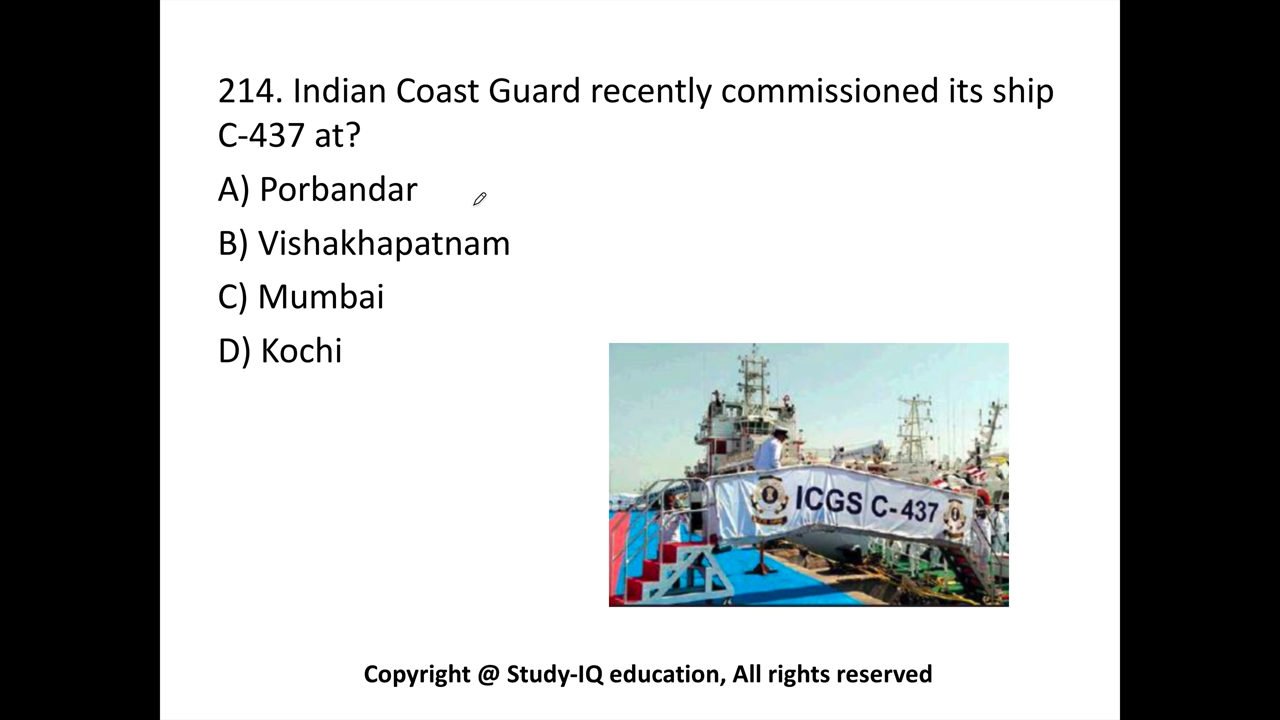 214. Indian Coast Guard recently commissioned its ship
C-437 at?
A) Porbandar
B) Vishakhapatnam
C) Mumbai
D) Kochi
ICGS C-437
Copyright @ Study-IQ education, All rights reserved